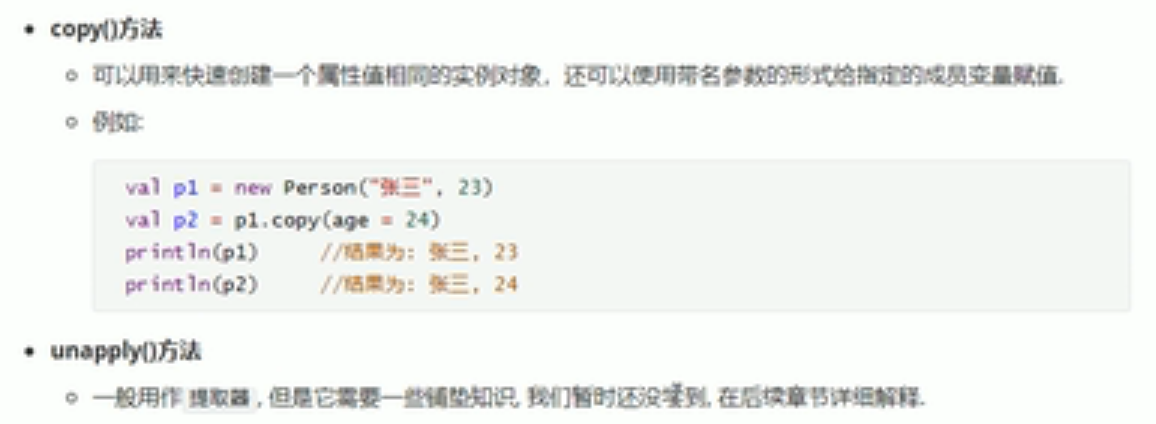 • copy()方法
○ 可以用来快速创建一个属性值相同的实例对象，还可以使用带名参数的形式给指定的成员变量赋值.
○ 例如:
val p1 = new Person("张三", 23)
val p2 = p1.copy(age = 24)
println(p1) //结果为: 张三, 23
println(p2) //结果为: 张三, 24
• unapply()方法
○ 一般用作 提取器 , 但是它需要一些铺垫知识, 我们暂时还没学到, 在后续章节详细解释.